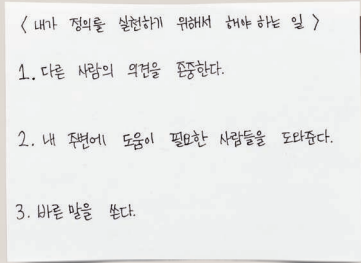 < 내가 정의를 실천하기 위해서 해야 하는 일 >
1. 다른 사람의 의견을 존중한다.
2. 내 주변에 도움이 필요한 사람들을 도와준다.
3. 바른 말을 쓴다.